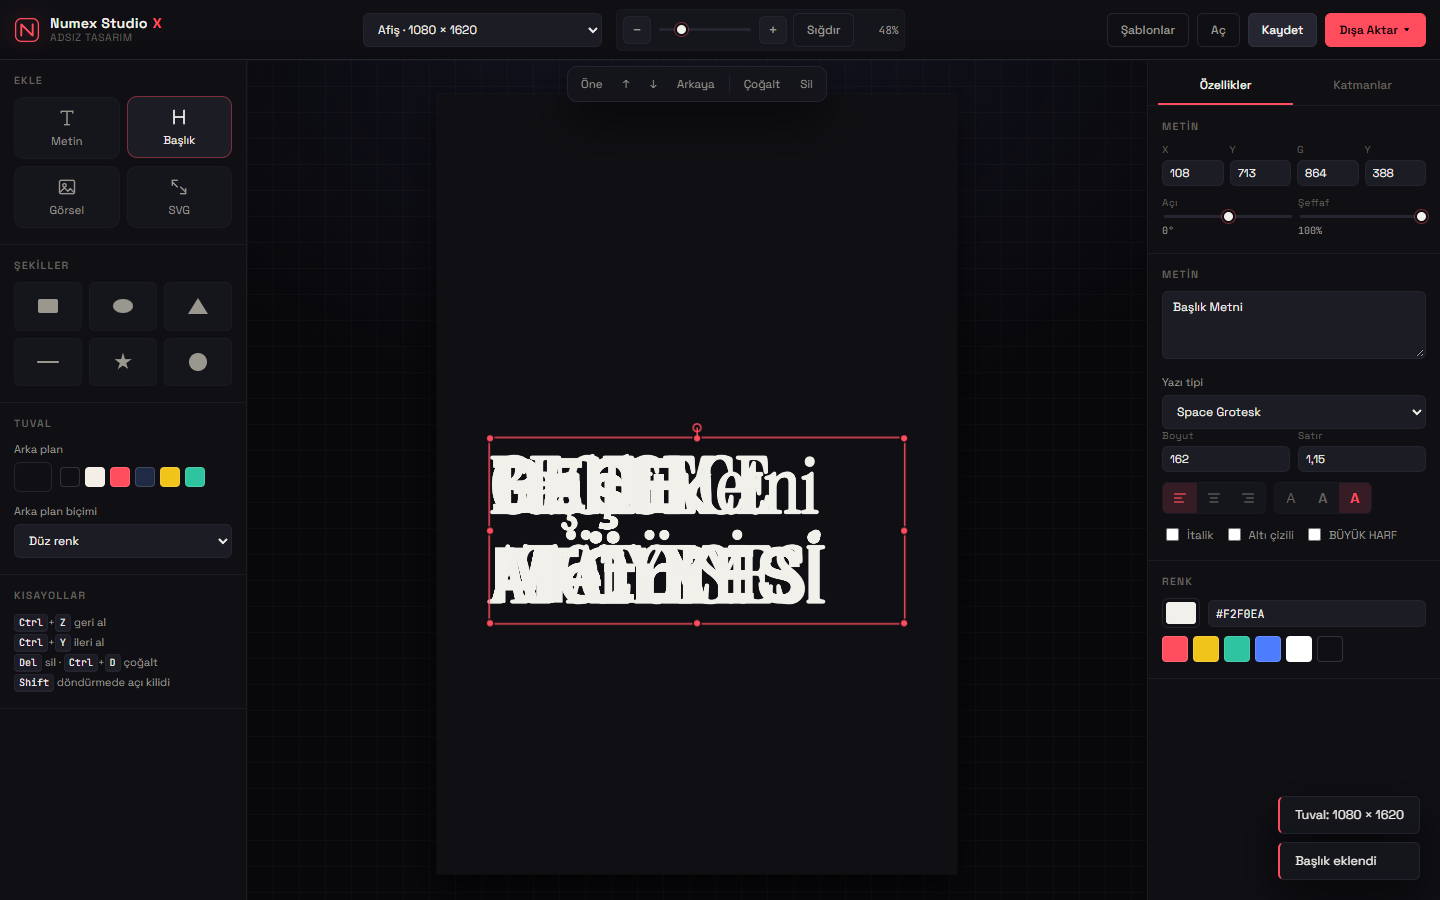 Numex Studio X
ADSIZ TASARIM
Afiş · 1080 × 1620
−
+
Sığdır
48%
Şablonlar
Aç
Kaydet
Dışa Aktar
EKLE
Metin
Başlık
Görsel
SVG
ŞEKİLLER
TUVAL
Arka plan
Arka plan biçimi
Düz renk
KISAYOLLAR
Ctrl + Z geri al
Ctrl + Y ileri al
Del sil · Ctrl + D çoğalt
Shift döndürmede açı kilidi
Öne ↑ ↓ Arkaya Çoğalt Sil
Özellikler
Katmanlar
METİN
X Y G Y
108 713 864 388
Açı Şeffaf
0° 100%
METİN
Başlık Metni
Yazı tipi
Space Grotesk
Boyut Satır
162 1,15
A A A
İtalik Altı çizili BÜYÜK HARF
RENK
#F2F0EA
Tuval: 1080 × 1620
Başlık eklendi